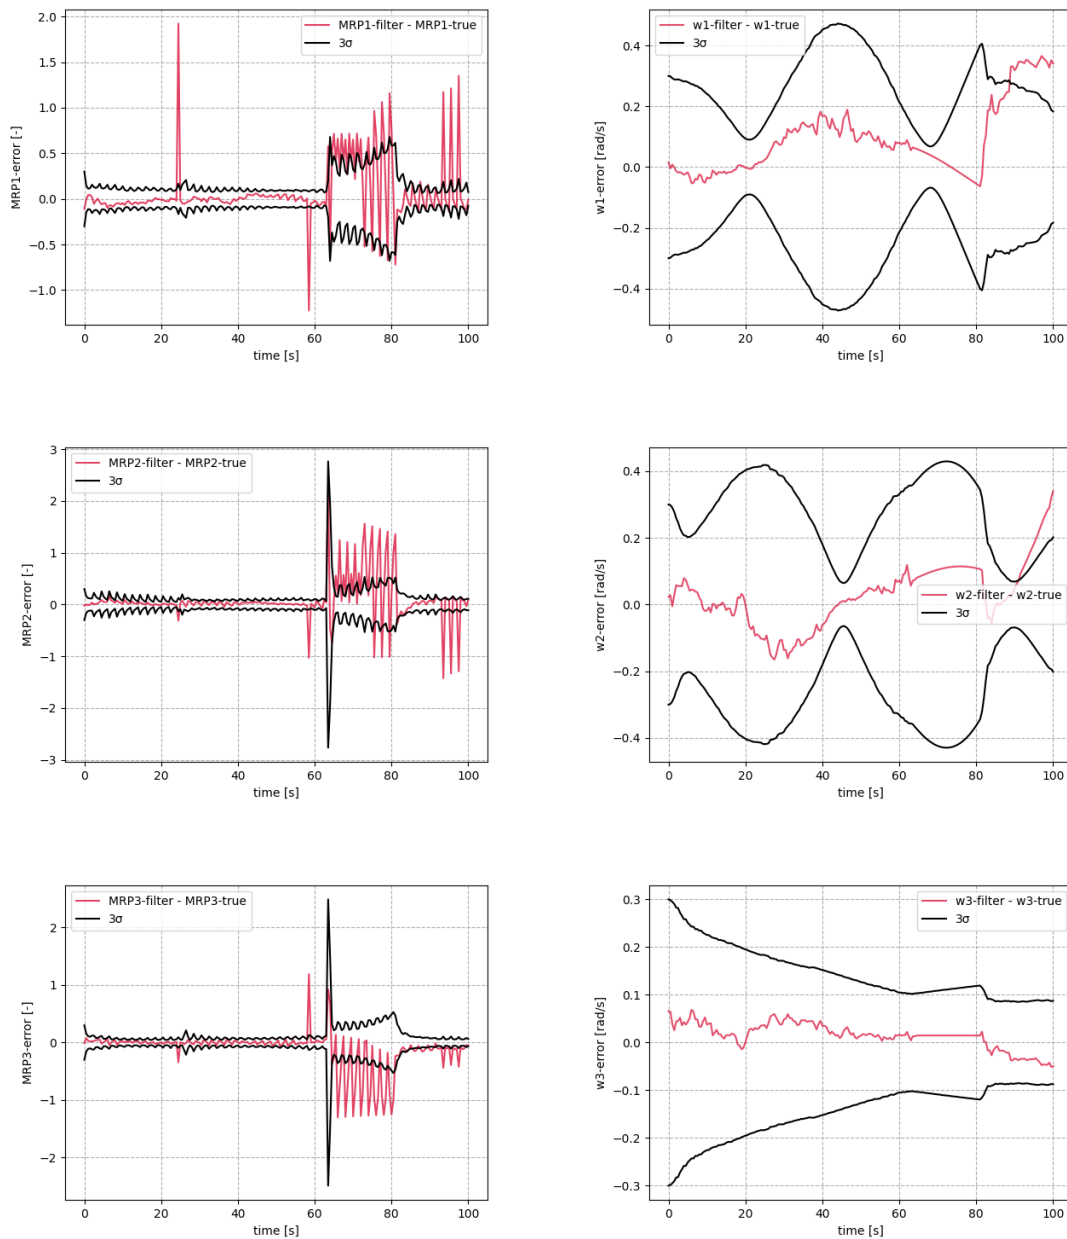 MRP1-error [-]
2.0
1.5
1.0
0.5
0.0
−0.5
−1.0
MRP1-filter - MRP1-true
3σ
0 20 40 60 80 100
time [s]
w1-error [rad/s]
0.4
0.2
0.0
−0.2
−0.4
w1-filter - w1-true
3σ
0 20 40 60 80 100
time [s]
MRP2-error [-]
3
2
1
0
−1
−2
−3
MRP2-filter - MRP2-true
3σ
0 20 40 60 80 100
time [s]
w2-error [rad/s]
0.4
0.2
0.0
−0.2
−0.4
w2-filter - w2-true
3σ
0 20 40 60 80 100
time [s]
MRP3-error [-]
2
1
0
−1
−2
MRP3-filter - MRP3-true
3σ
0 20 40 60 80 100
time [s]
w3-error [rad/s]
0.3
0.2
0.1
0.0
−0.1
−0.2
−0.3
w3-filter - w3-true
3σ
0 20 40 60 80 100
time [s]